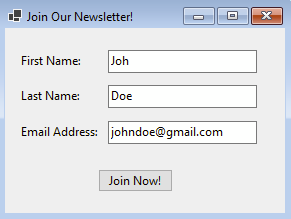 Join Our Newsletter!
First Name: Joh
Last Name: Doe
Email Address: johndoe@gmail.com
Join Now!